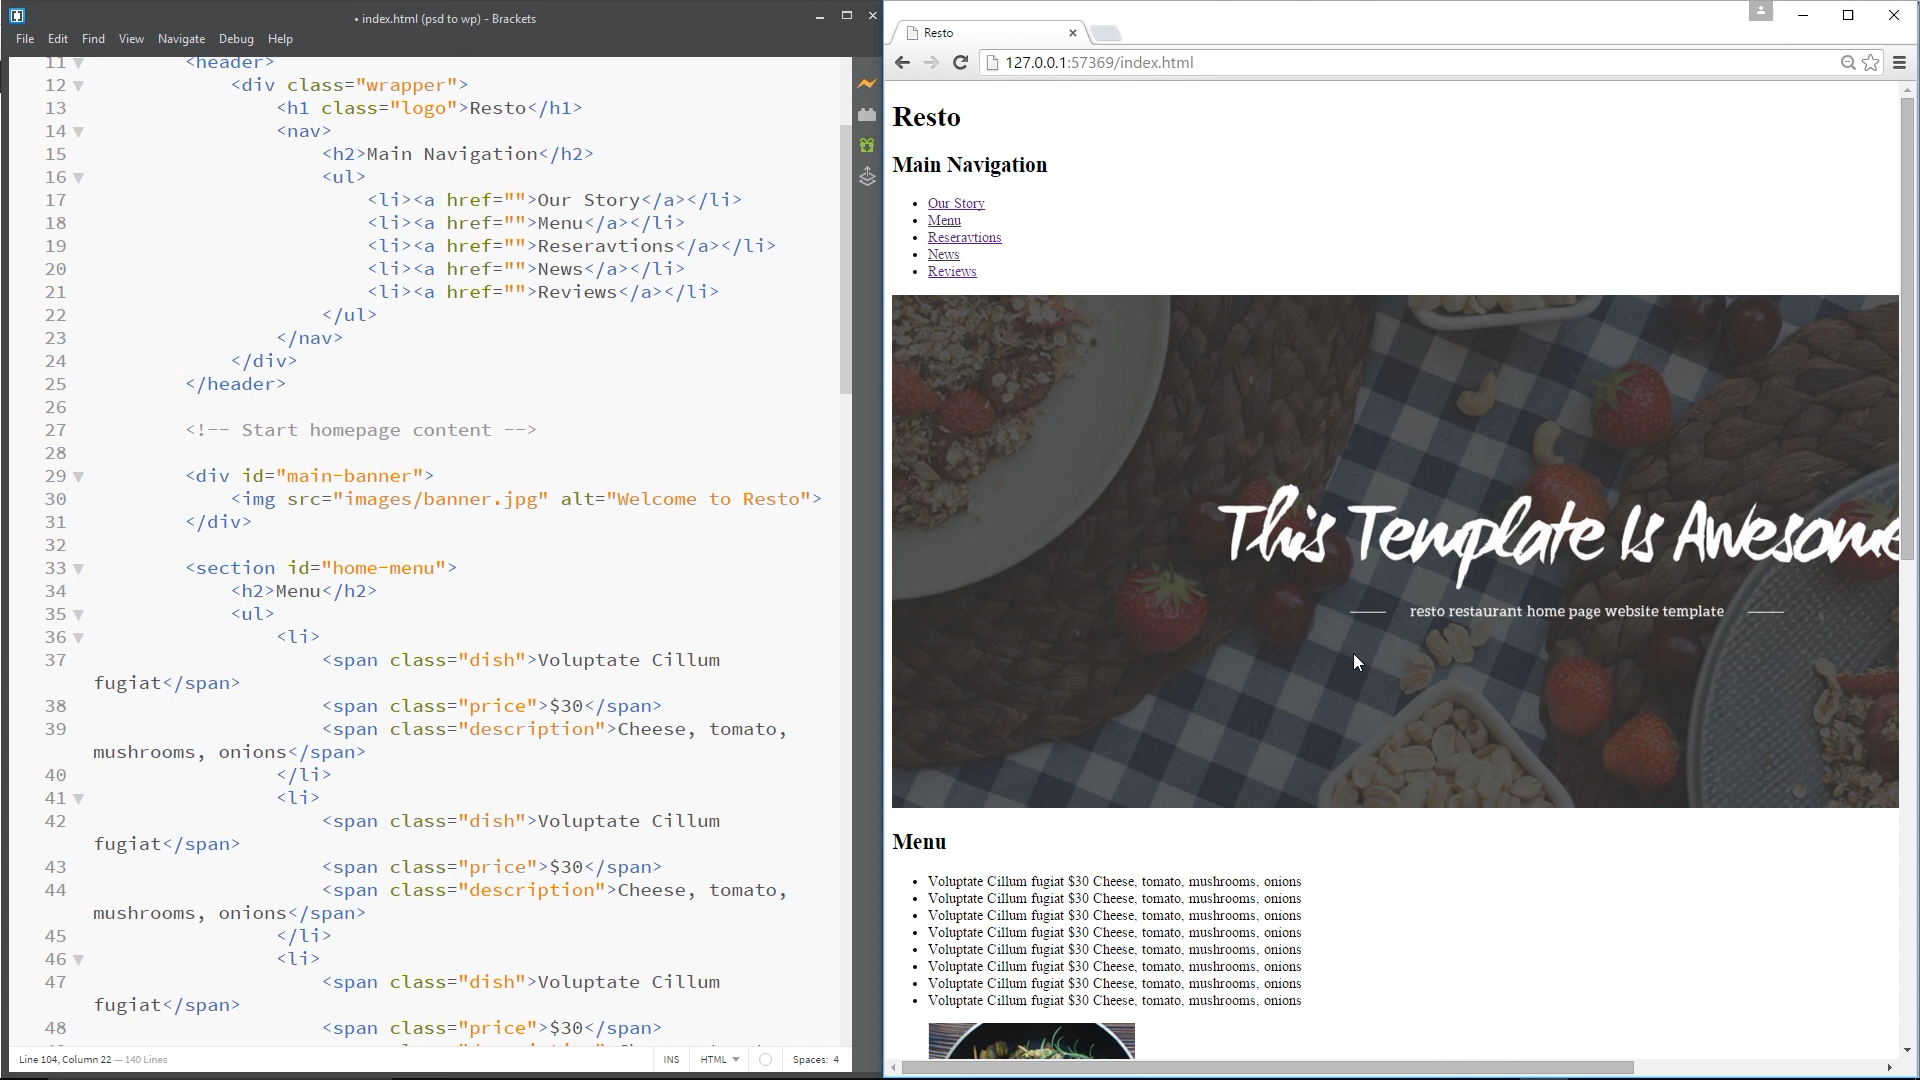 • index.html (psd to wp) - Brackets
File Edit Find View Navigate Debug Help
11 <header>
12 <div class="wrapper">
13 <h1 class="logo">Resto</h1>
14 <nav>
15 <h2>Main Navigation</h2>
16 <ul>
17 <li><a href="">Our Story</a></li>
18 <li><a href="">Menu</a></li>
19 <li><a href="">Reseravtions</a></li>
20 <li><a href="">News</a></li>
21 <li><a href="">Reviews</a></li>
22 </ul>
23 </nav>
24 </div>
25 </header>
26
27 <!-- Start homepage content -->
28
29 <div id="main-banner">
30 <img src="images/banner.jpg" alt="Welcome to Resto">
31 </div>
32
33 <section id="home-menu">
34 <h2>Menu</h2>
35 <ul>
36 <li>
37 <span class="dish">Voluptate Cillum
fugiat</span>
38 <span class="price">$30</span>
39 <span class="description">Cheese, tomato,
mushrooms, onions</span>
40 </li>
41 <li>
42 <span class="dish">Voluptate Cillum
fugiat</span>
43 <span class="price">$30</span>
44 <span class="description">Cheese, tomato,
mushrooms, onions</span>
45 </li>
46 <li>
47 <span class="dish">Voluptate Cillum
fugiat</span>
48 <span class="price">$30</span>
Line 104, Column 22 — 140 Lines
INS HTML Spaces: 4
Resto
127.0.0.1:57369/index.html
Resto
Main Navigation
• Our Story
• Menu
• Reseravtions
• News
• Reviews
This Template Is Awesome
resto restaurant home page website template
Menu
• Voluptate Cillum fugiat $30 Cheese, tomato, mushrooms, onions
• Voluptate Cillum fugiat $30 Cheese, tomato, mushrooms, onions
• Voluptate Cillum fugiat $30 Cheese, tomato, mushrooms, onions
• Voluptate Cillum fugiat $30 Cheese, tomato, mushrooms, onions
• Voluptate Cillum fugiat $30 Cheese, tomato, mushrooms, onions
• Voluptate Cillum fugiat $30 Cheese, tomato, mushrooms, onions
• Voluptate Cillum fugiat $30 Cheese, tomato, mushrooms, onions
• Voluptate Cillum fugiat $30 Cheese, tomato, mushrooms, onions